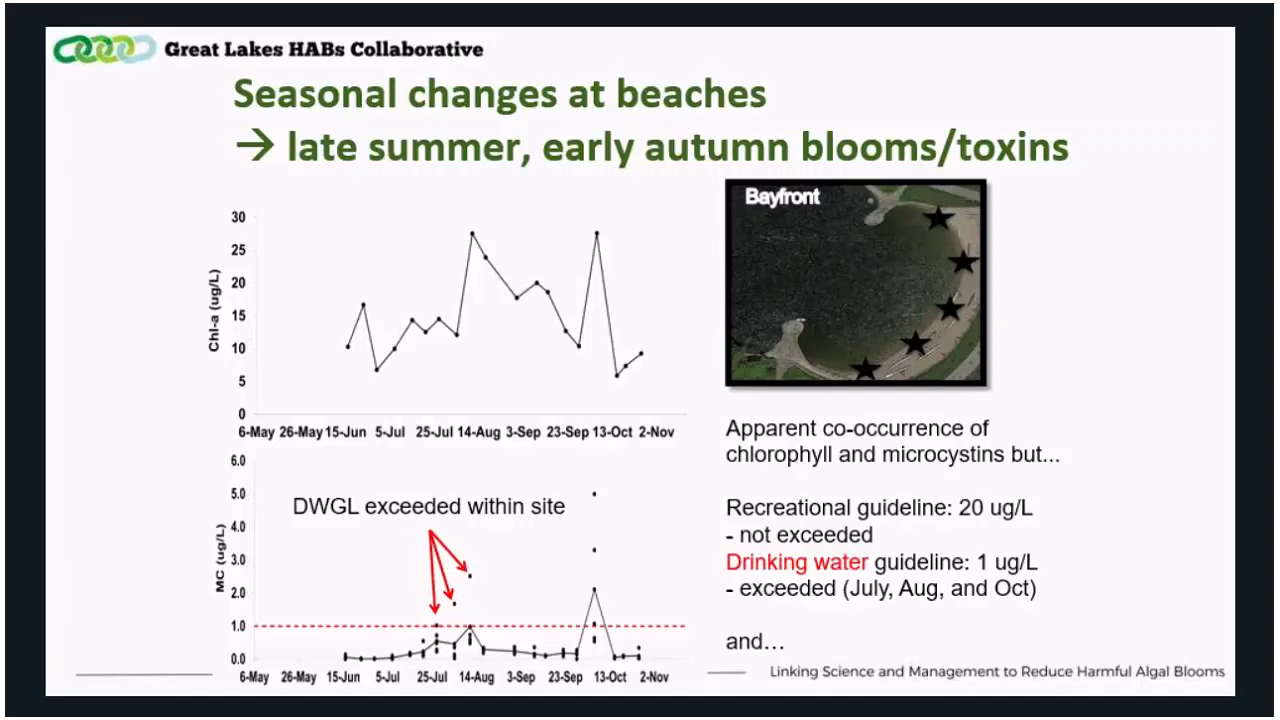 Great Lakes HABs Collaborative
Seasonal changes at beaches
→ late summer, early autumn blooms/toxins
30
25
20
15
10
5
0
Chl-a (ug/L)
6-May 26-May 15-Jun 5-Jul 25-Jul 14-Aug 3-Sep 23-Sep 13-Oct 2-Nov
6.0
5.0
4.0
3.0
2.0
1.0
0.0
MC (ug/L)
DWGL exceeded within site
6-May 26-May 15-Jun 5-Jul 25-Jul 14-Aug 3-Sep 23-Sep 13-Oct 2-Nov
Bayfront
Apparent co-occurrence of
chlorophyll and microcystins but...
Recreational guideline: 20 ug/L
- not exceeded
Drinking water guideline: 1 ug/L
- exceeded (July, Aug, and Oct)
and...
Linking Science and Management to Reduce Harmful Algal Blooms